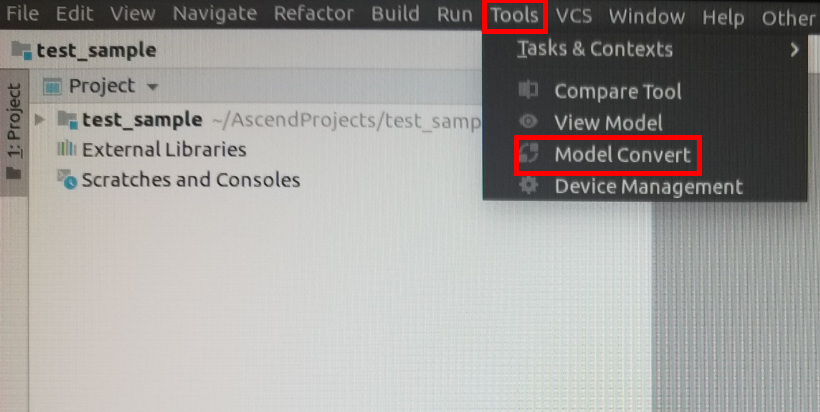 File Edit View Navigate Refactor Build Run Tools VCS Window Help Other
test_sample
Tasks & Contexts
Project
Compare Tool
1: Project
test_sample ~/AscendProjects/test_samp
View Model
External Libraries
Model Convert
Scratches and Consoles
Device Management